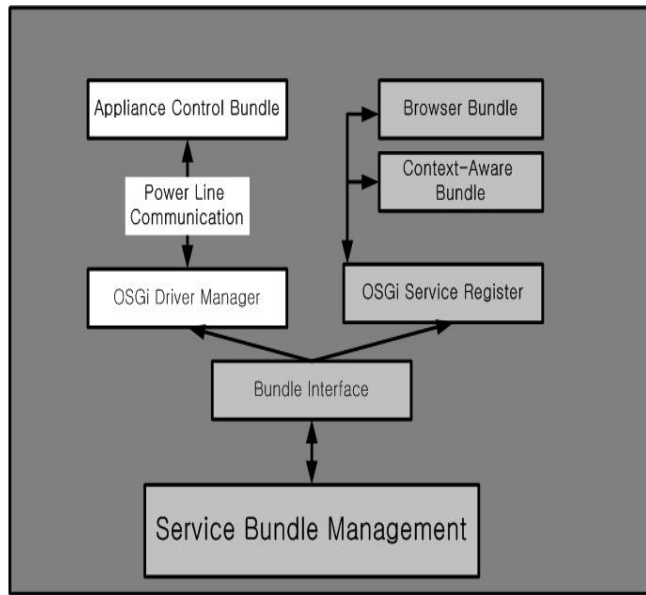 Appliance Control Bundle
Browser Bundle
Context-Aware
Bundle
Power Line
Communication
OSGi Driver Manager
OSGi Service Register
Bundle Interface
Service Bundle Management